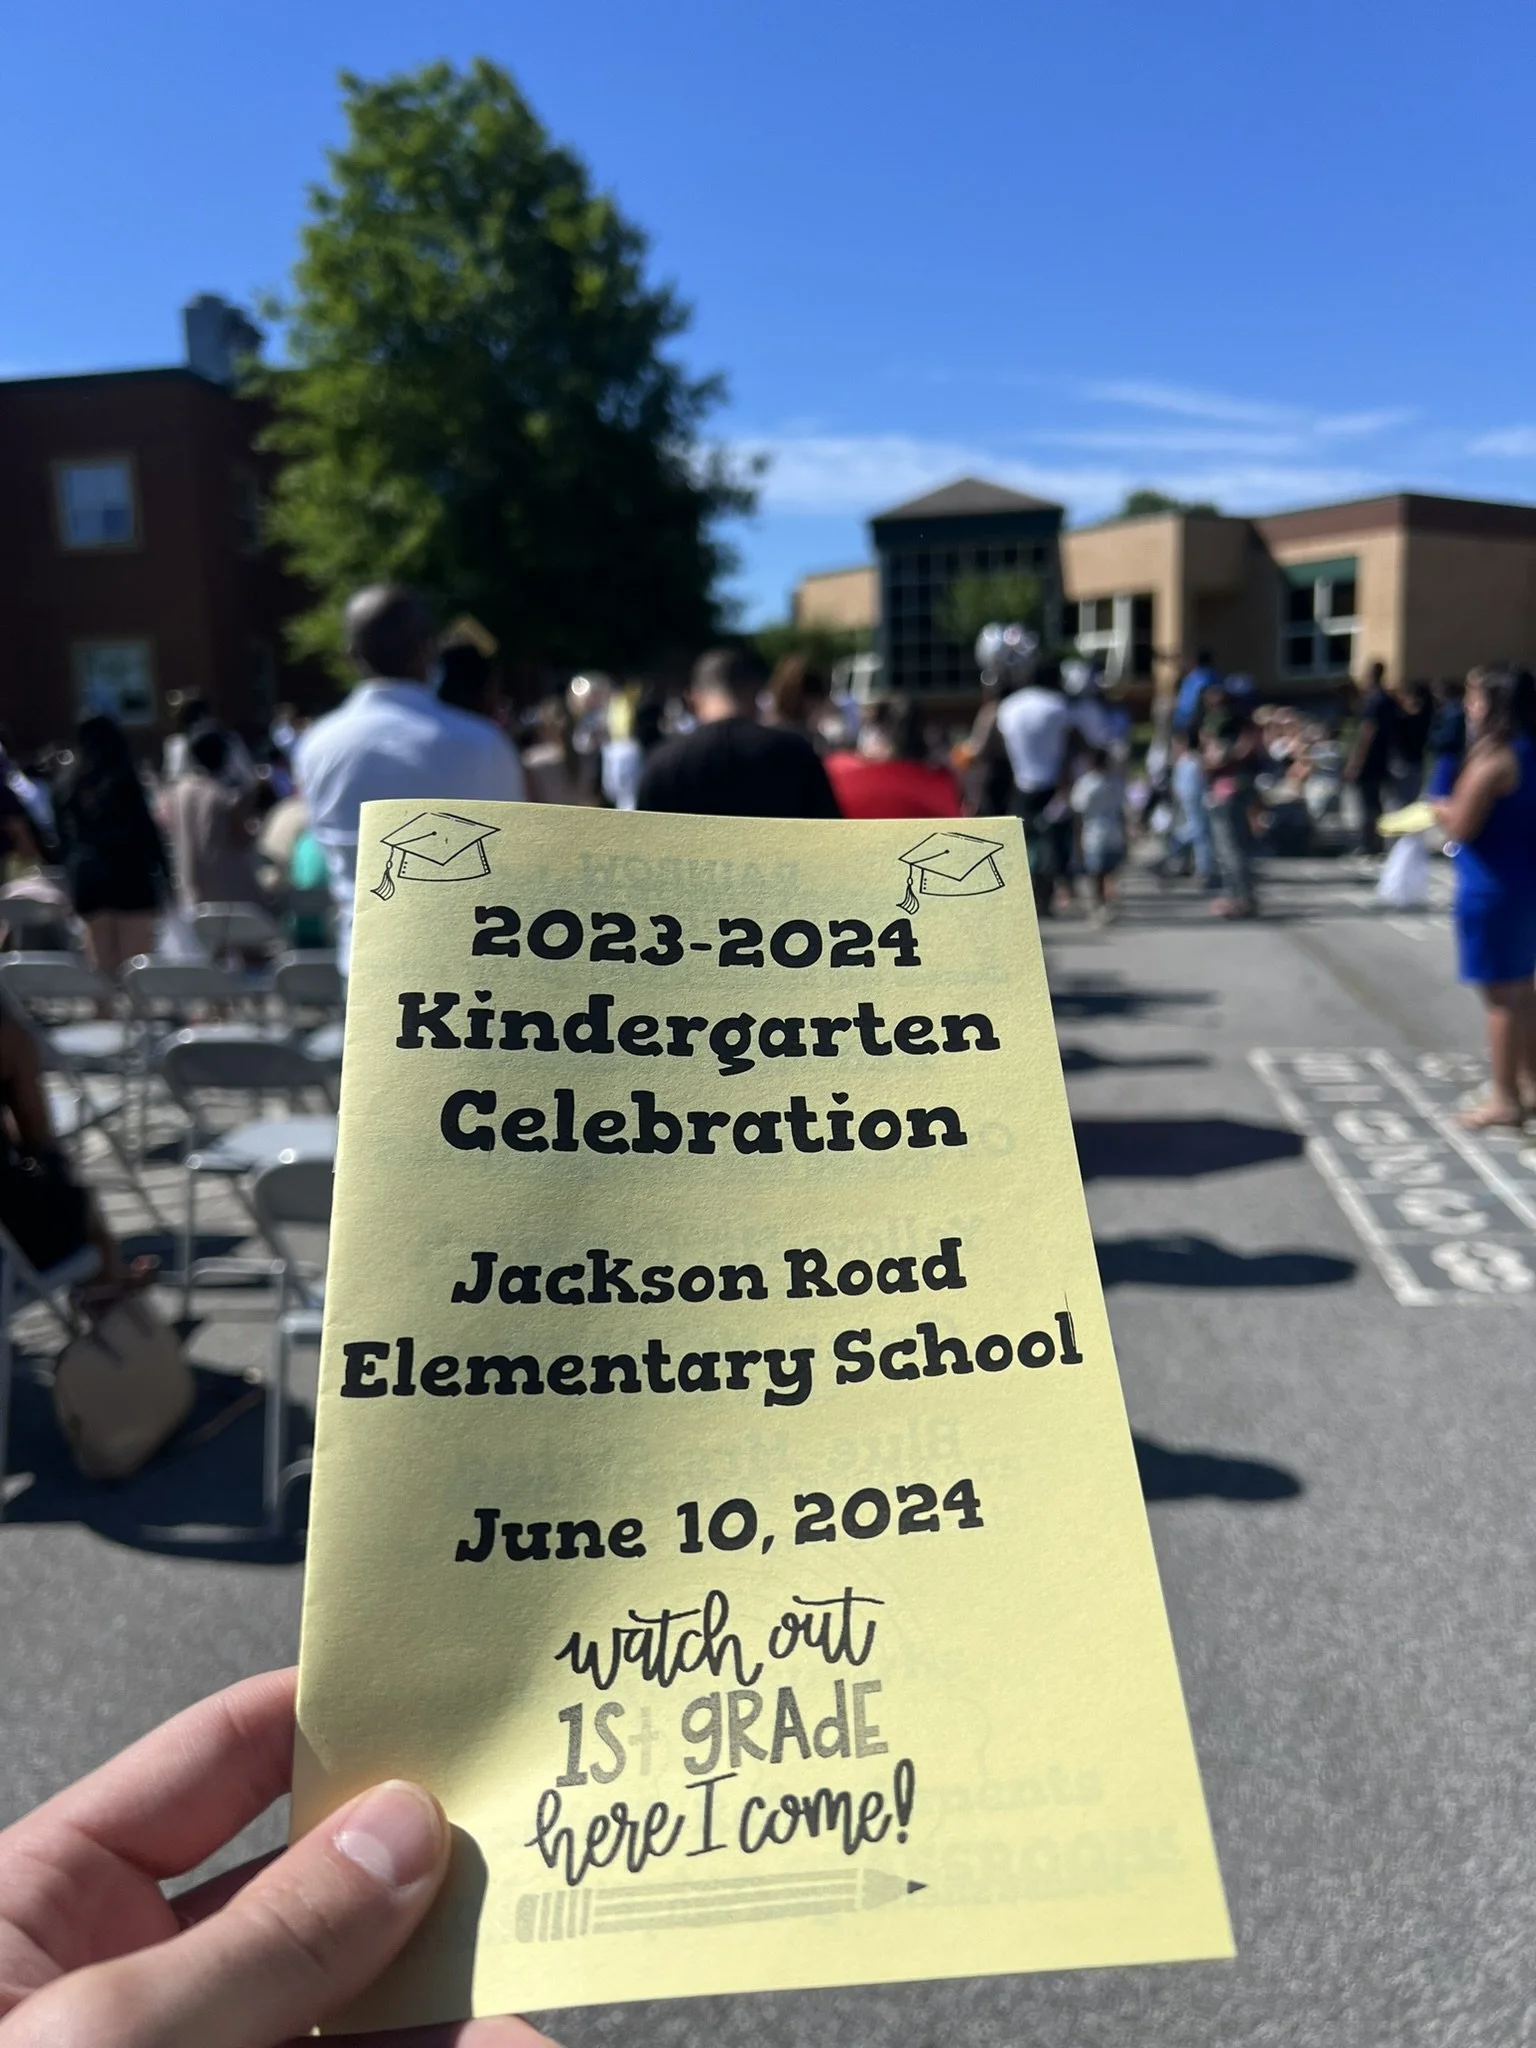 2023-2024
Kindergarten
Celebration
Jackson Road
Elementary School
June 10, 2024
watch out
1St gRAdE
here I come!